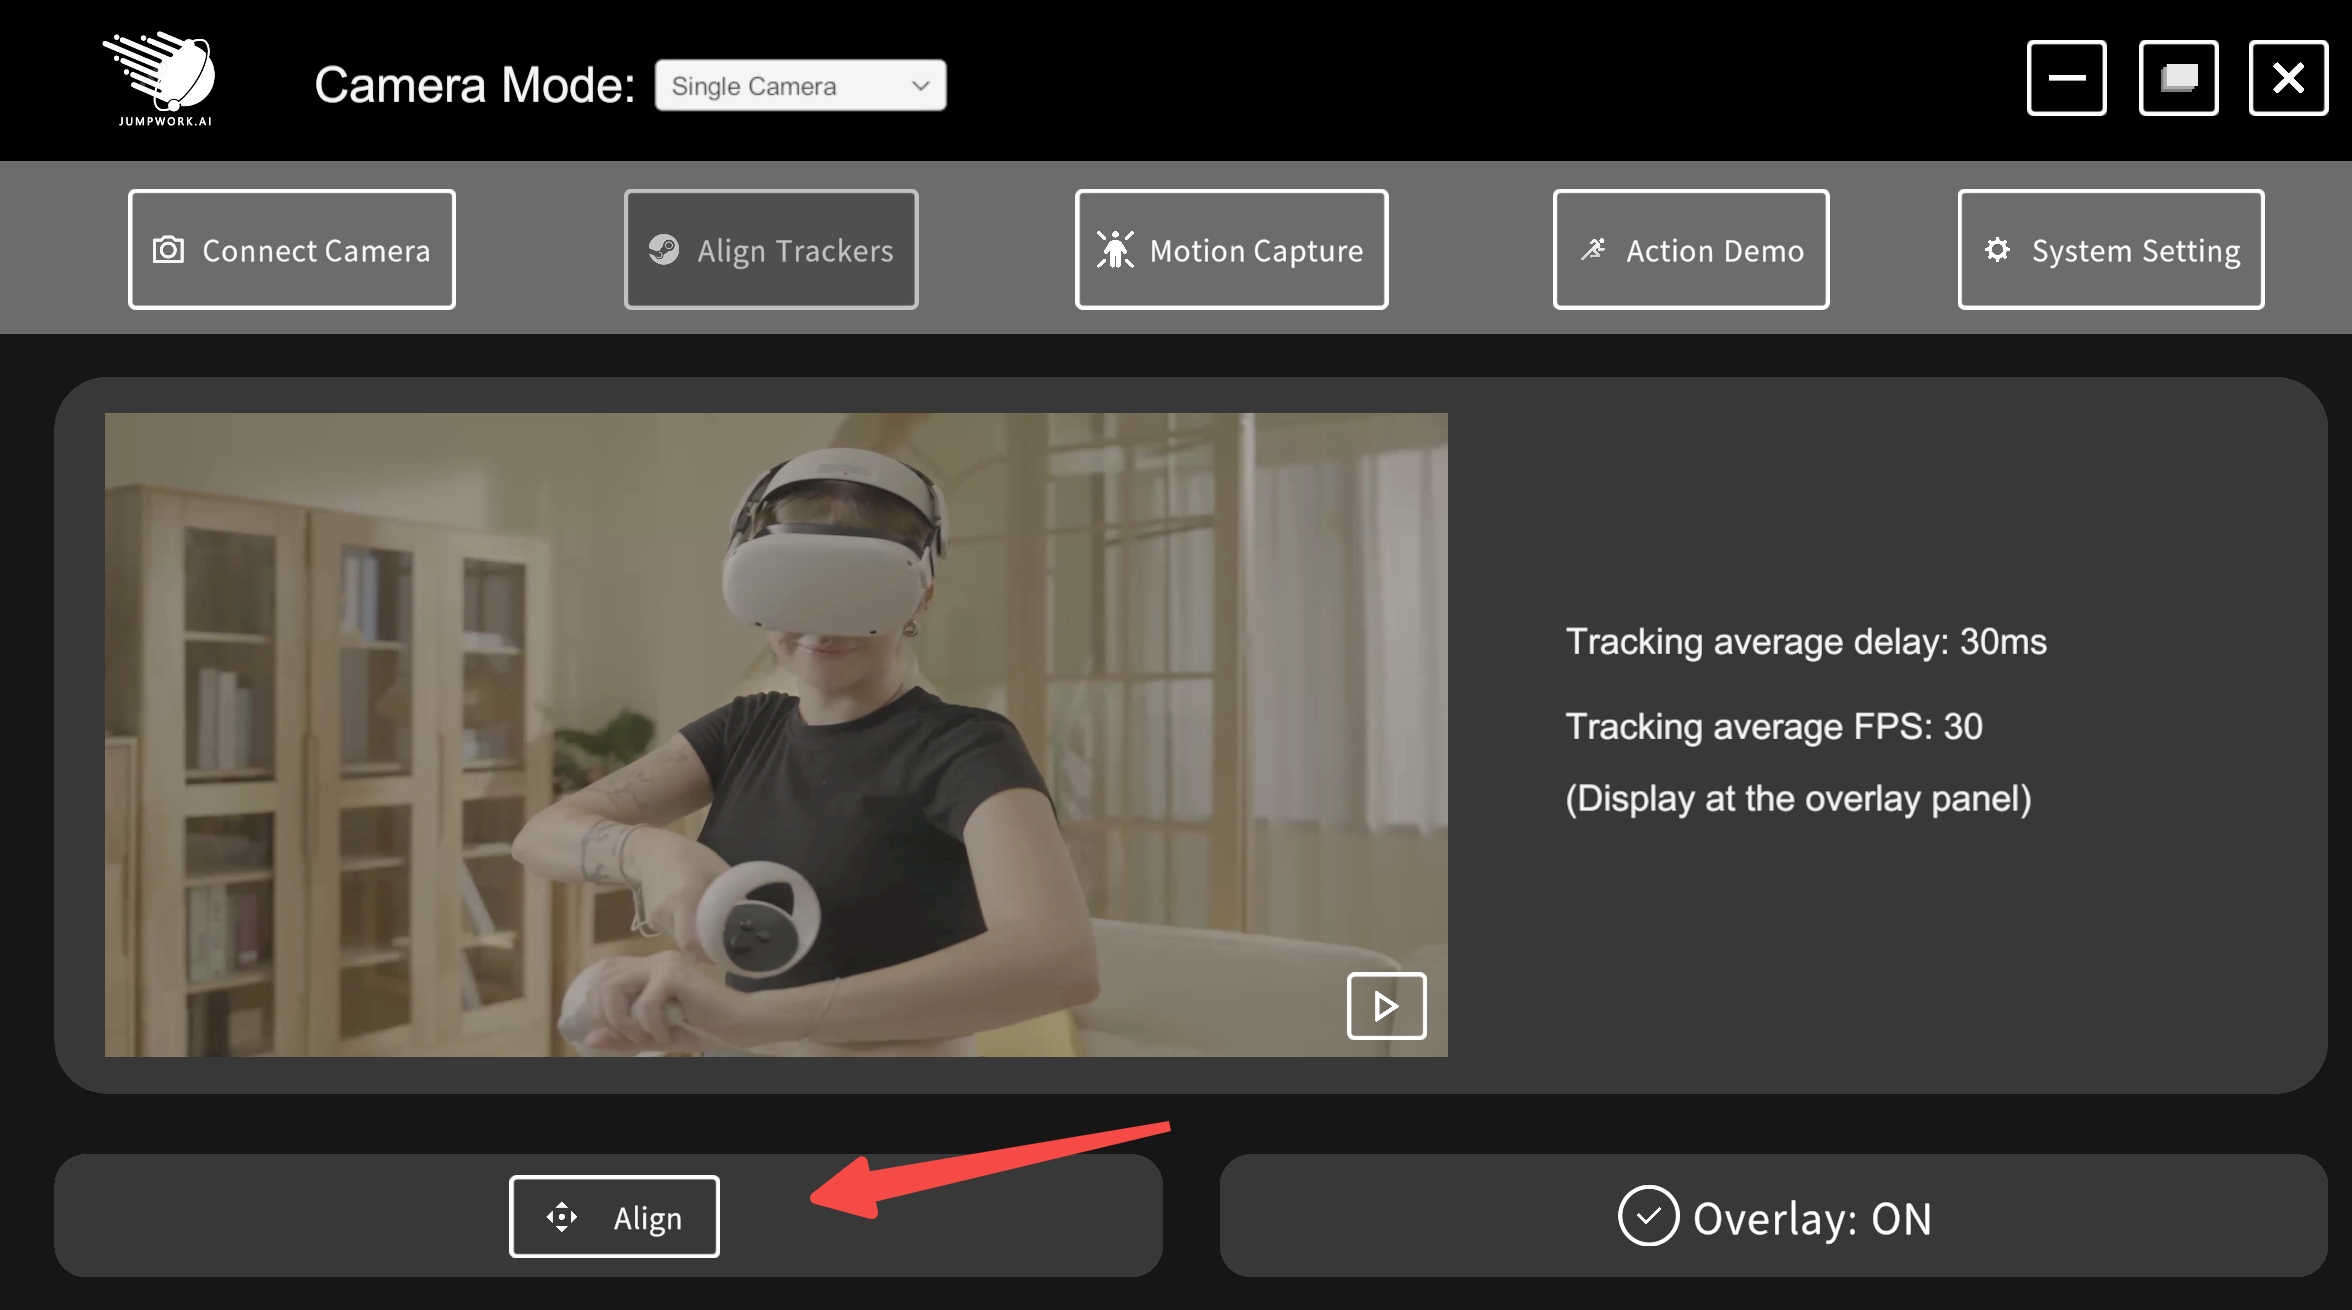 JUMPWORK.AI
Camera Mode:
Single Camera
Connect Camera
Align Trackers
Motion Capture
Action Demo
System Setting
Tracking average delay: 30ms
Tracking average FPS: 30
(Display at the overlay panel)
Align
Overlay: ON